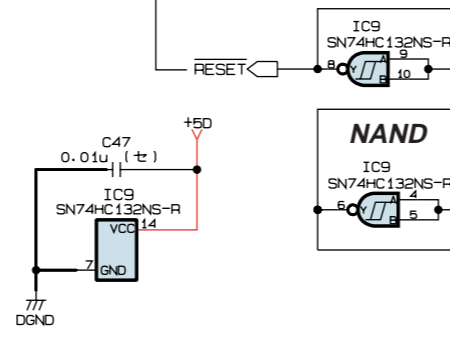 IC9
SN74HC132NS-R
8
Y
A
B
9
10
RESET
+5D
C47
0.01u
(セ)
IC9
SN74HC132NS-R
VCC
14
7
GND
DGND
NAND
IC9
SN74HC132NS-R
6
Y
A
B
4
5